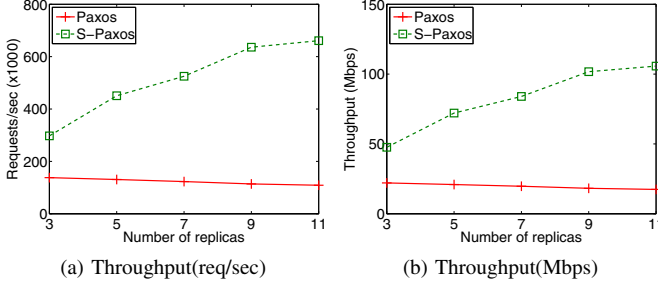 Paxos
S-Paxos
Requests/sec (x1000)
800
600
400
200
0
3
5
7
9
11
Number of replicas
(a) Throughput(req/sec)
Paxos
S-Paxos
Throughput (Mbps)
150
100
50
0
3
5
7
9
11
Number of replicas
(b) Throughput(Mbps)